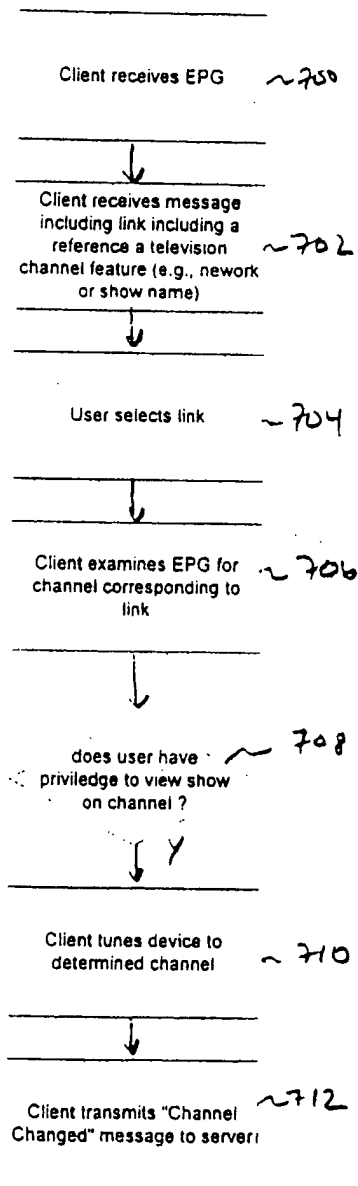 Client receives EPG ~700
Client receives message
including link including a
reference a television ~702
channel feature (e.g., nework
or show name)
User selects link ~704
Client examines EPG for ~706
channel corresponding to
link
708
does user have
priviledge to view show
on channel ?
Y
Client tunes device to
determined channel ~710
~712
Client transmits "Channel
Changed" message to server